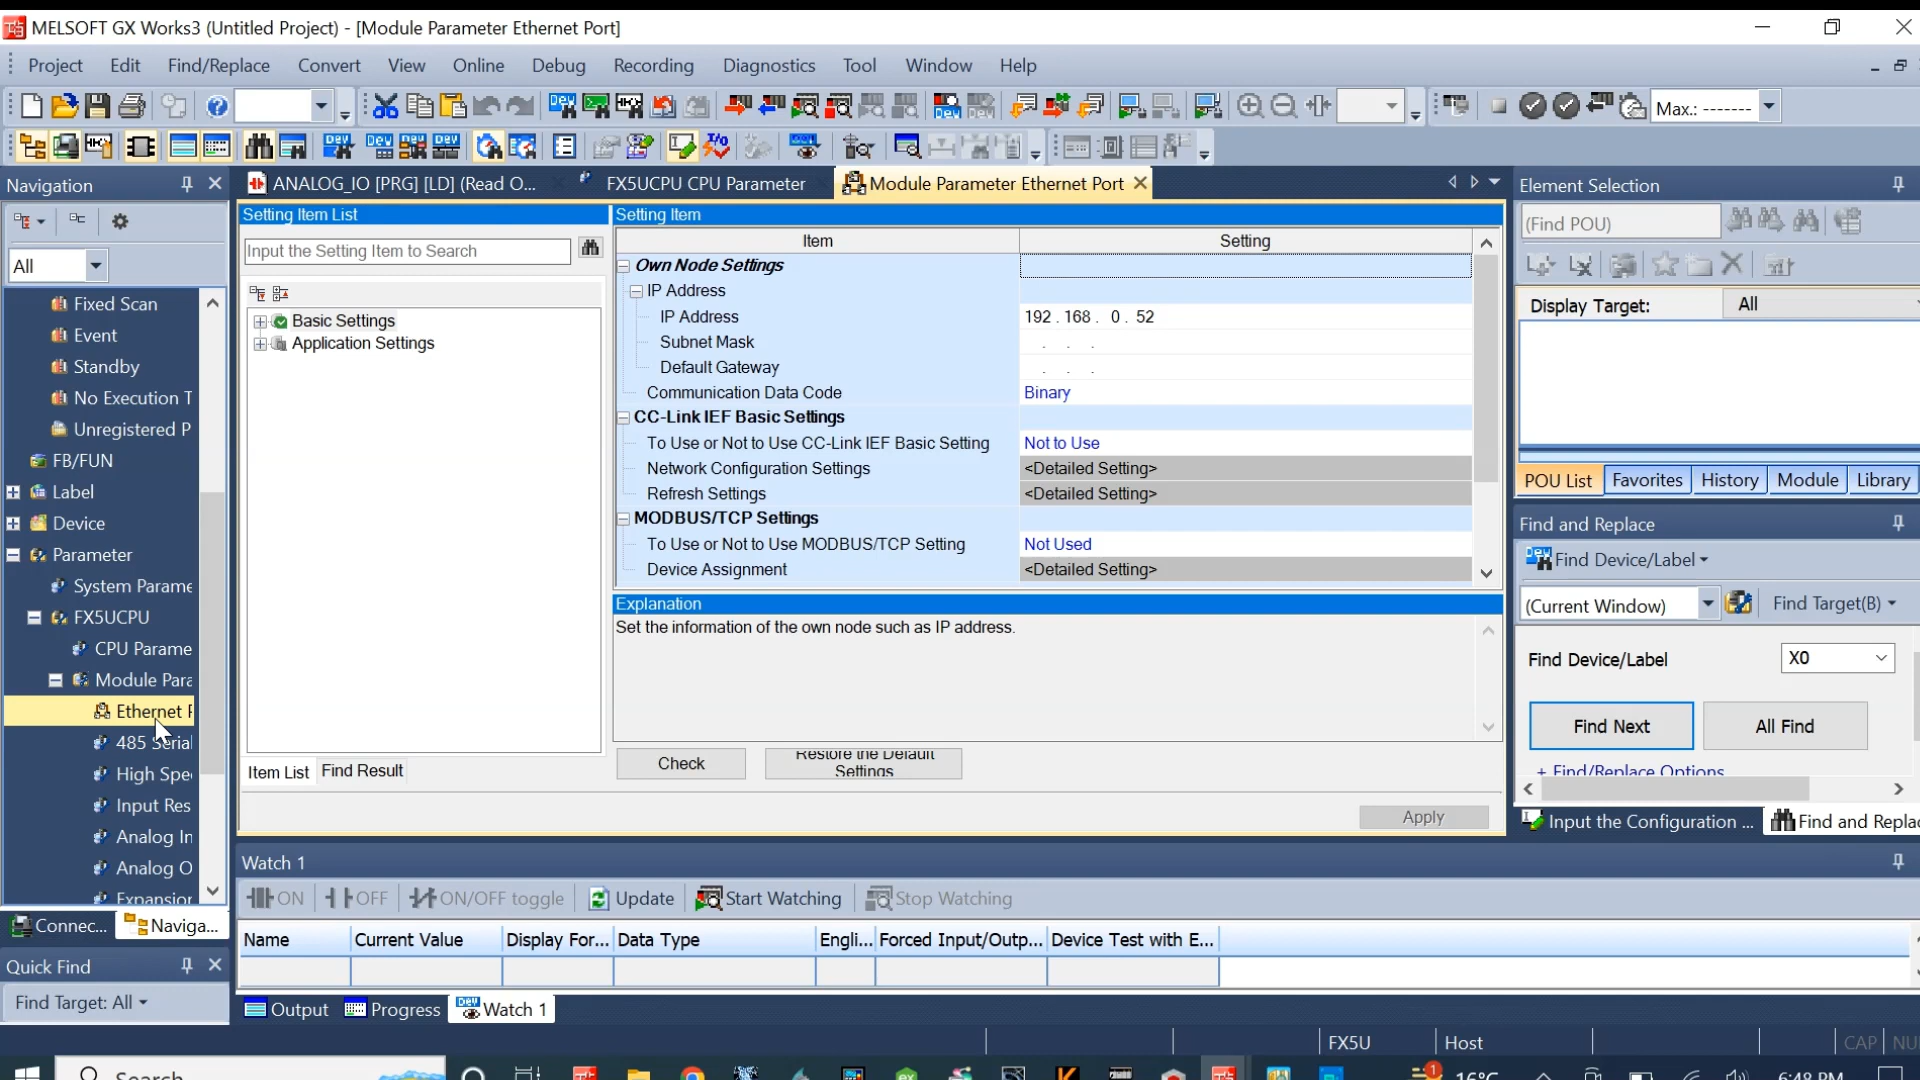 MELSOFT GX Works3 (Untitled Project) - [Module Parameter Ethernet Port]
Project Edit Find/Replace Convert View Online Debug Recording Diagnostics Tool Window Help
Max.: -------
Navigation
All
Fixed Scan
Event
Standby
No Execution T
Unregistered P
FB/FUN
Label
Device
Parameter
System Parame
FX5UCPU
CPU Parame
Module Para
Ethernet P
485 Serial
High Spe
Input Res
Analog In
Analog O
Expansion
Connec... Naviga...
Quick Find
Find Target: All
ANALOG_IO [PRG] [LD] (Read O... FX5UCPU CPU Parameter Module Parameter Ethernet Port
Setting Item List
Input the Setting Item to Search
Basic Settings
Application Settings
Item List Find Result
Setting Item
Item Setting
Own Node Settings
IP Address
IP Address 192 . 168 . 0 . 52
Subnet Mask . . .
Default Gateway . . .
Communication Data Code Binary
CC-Link IEF Basic Settings
To Use or Not to Use CC-Link IEF Basic Setting Not to Use
Network Configuration Settings <Detailed Setting>
Refresh Settings <Detailed Setting>
MODBUS/TCP Settings
To Use or Not to Use MODBUS/TCP Setting Not Used
Device Assignment <Detailed Setting>
Explanation
Set the information of the own node such as IP address.
Check Restore the Default Settings
Apply
Element Selection
(Find POU)
Display Target: All
POU List Favorites History Module Library
Find and Replace
Find Device/Label
(Current Window) Find Target(B)
Find Device/Label X0
Find Next All Find
+ Find/Replace Options
Input the Configuration ... Find and Replac
Watch 1
ON OFF ON/OFF toggle Update Start Watching Stop Watching
Name Current Value Display For... Data Type Engli... Forced Input/Outp... Device Test with E...
Output Progress Watch 1
FX5U Host CAP NU
Search 1 16°C 6:48 PM